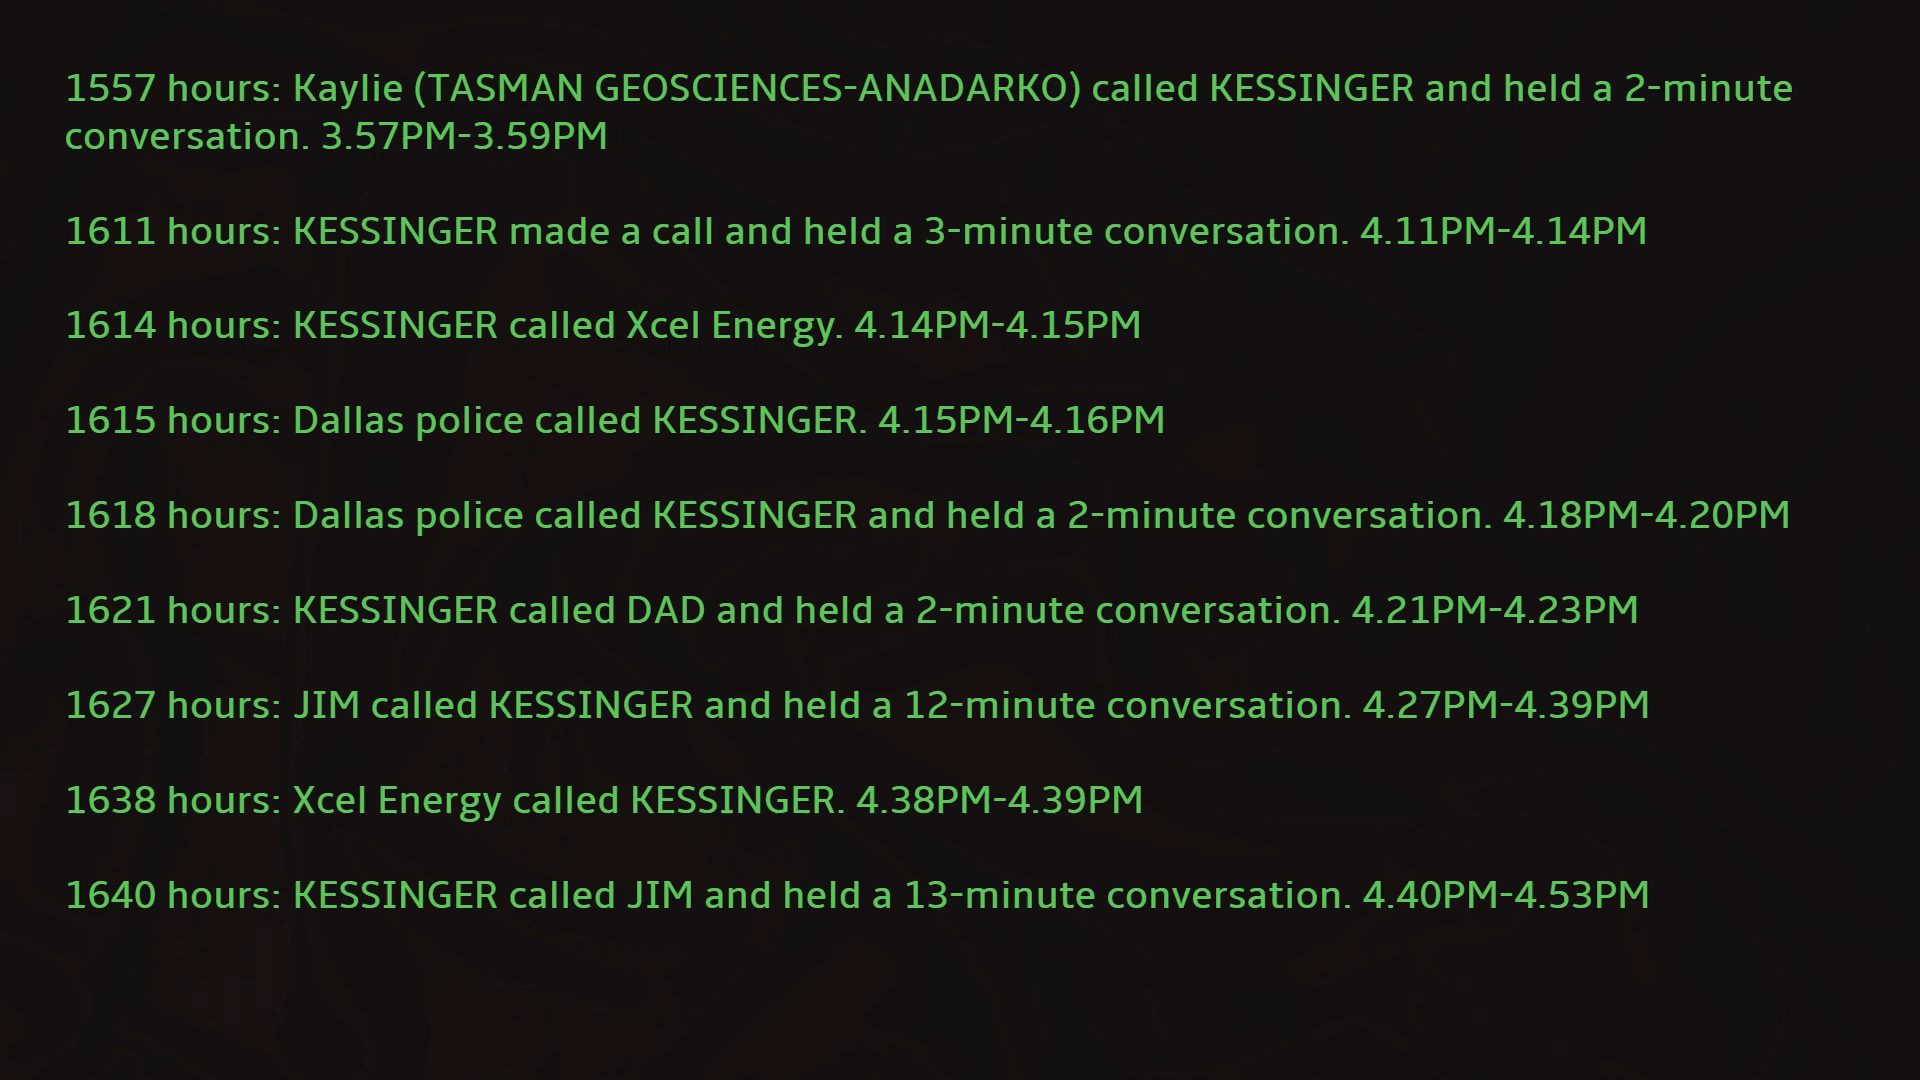 1557 hours: Kaylie (TASMAN GEOSCIENCES-ANADARKO) called KESSINGER and held a 2-minute
conversation. 3.57PM-3.59PM
1611 hours: KESSINGER made a call and held a 3-minute conversation. 4.11PM-4.14PM
1614 hours: KESSINGER called Xcel Energy. 4.14PM-4.15PM
1615 hours: Dallas police called KESSINGER. 4.15PM-4.16PM
1618 hours: Dallas police called KESSINGER and held a 2-minute conversation. 4.18PM-4.20PM
1621 hours: KESSINGER called DAD and held a 2-minute conversation. 4.21PM-4.23PM
1627 hours: JIM called KESSINGER and held a 12-minute conversation. 4.27PM-4.39PM
1638 hours: Xcel Energy called KESSINGER. 4.38PM-4.39PM
1640 hours: KESSINGER called JIM and held a 13-minute conversation. 4.40PM-4.53PM